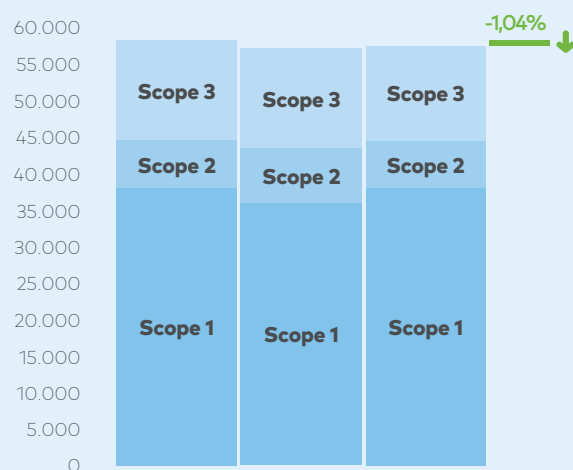 -1,04%
60.000
55.000
50.000
45.000
40.000
35.000
30.000
25.000
20.000
15.000
10.000
5.000
0
Scope 3
Scope 2
Scope 1
Scope 3
Scope 2
Scope 1
Scope 3
Scope 2
Scope 1